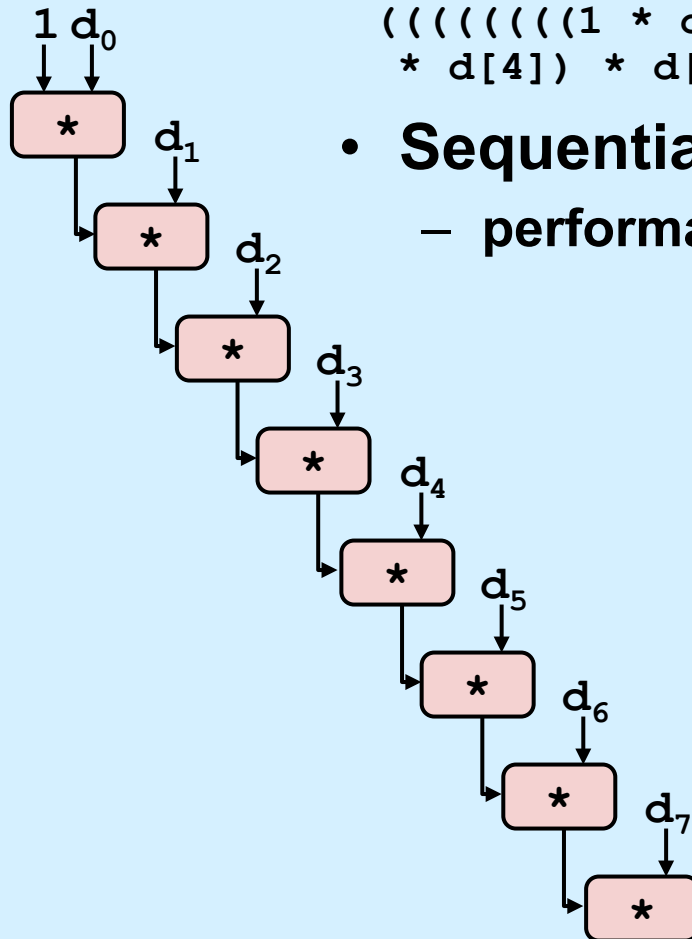 ((((((((1 * d
* d[4]) * d[
• Sequentia
– performa
1 d0
*
d1
*
d2
*
d3
*
d4
*
d5
*
d6
*
d7
*